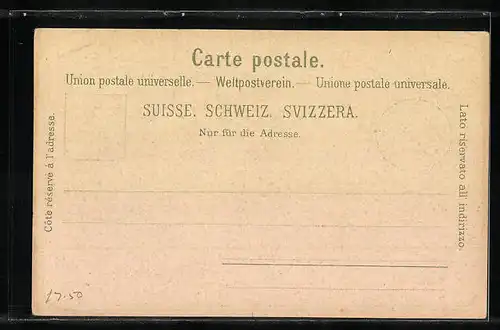 Carte postale.
Union postale universelle. — Weltpostverein. — Unione postale universale.
SUISSE. SCHWEIZ. SVIZZERA.
Nur für die Adresse.
Côté réservé à l'adresse.
Lato riservato all' indirizzo.
17.50